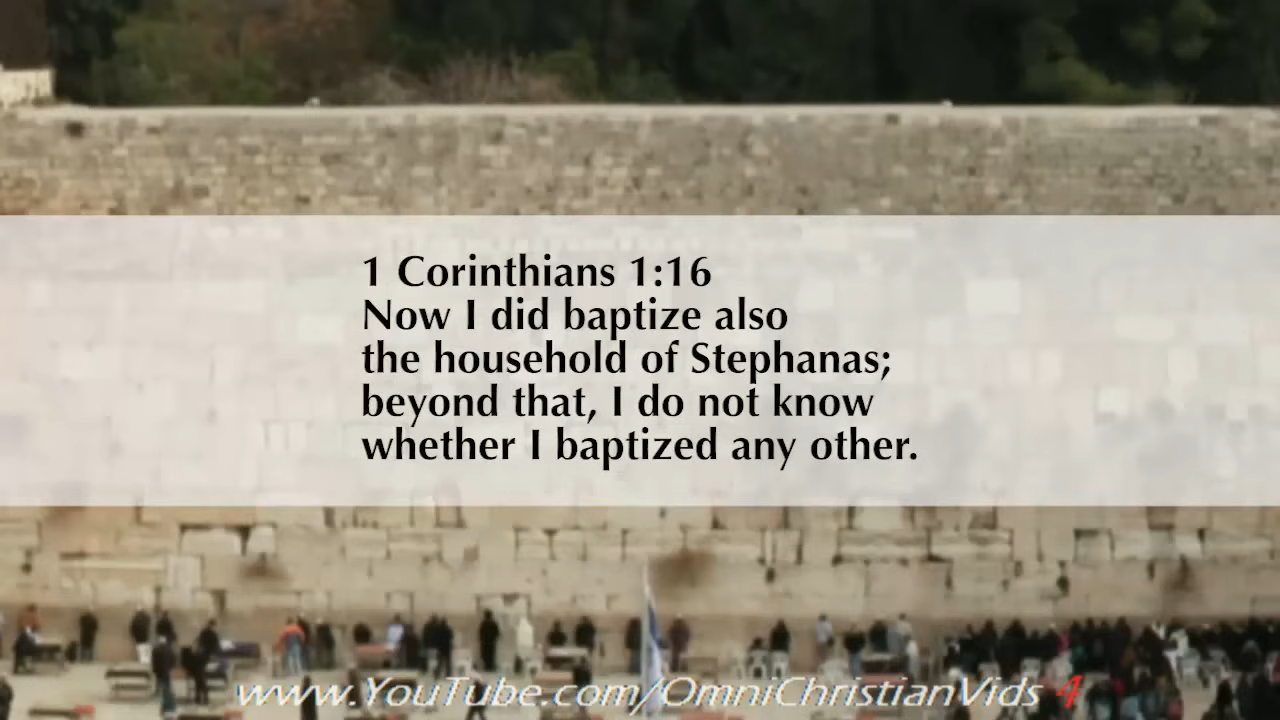 1 Corinthians 1:16
Now I did baptize also
the household of Stephanas;
beyond that, I do not know
whether I baptized any other.
www.YouTube.com/OmniChristianVids 4